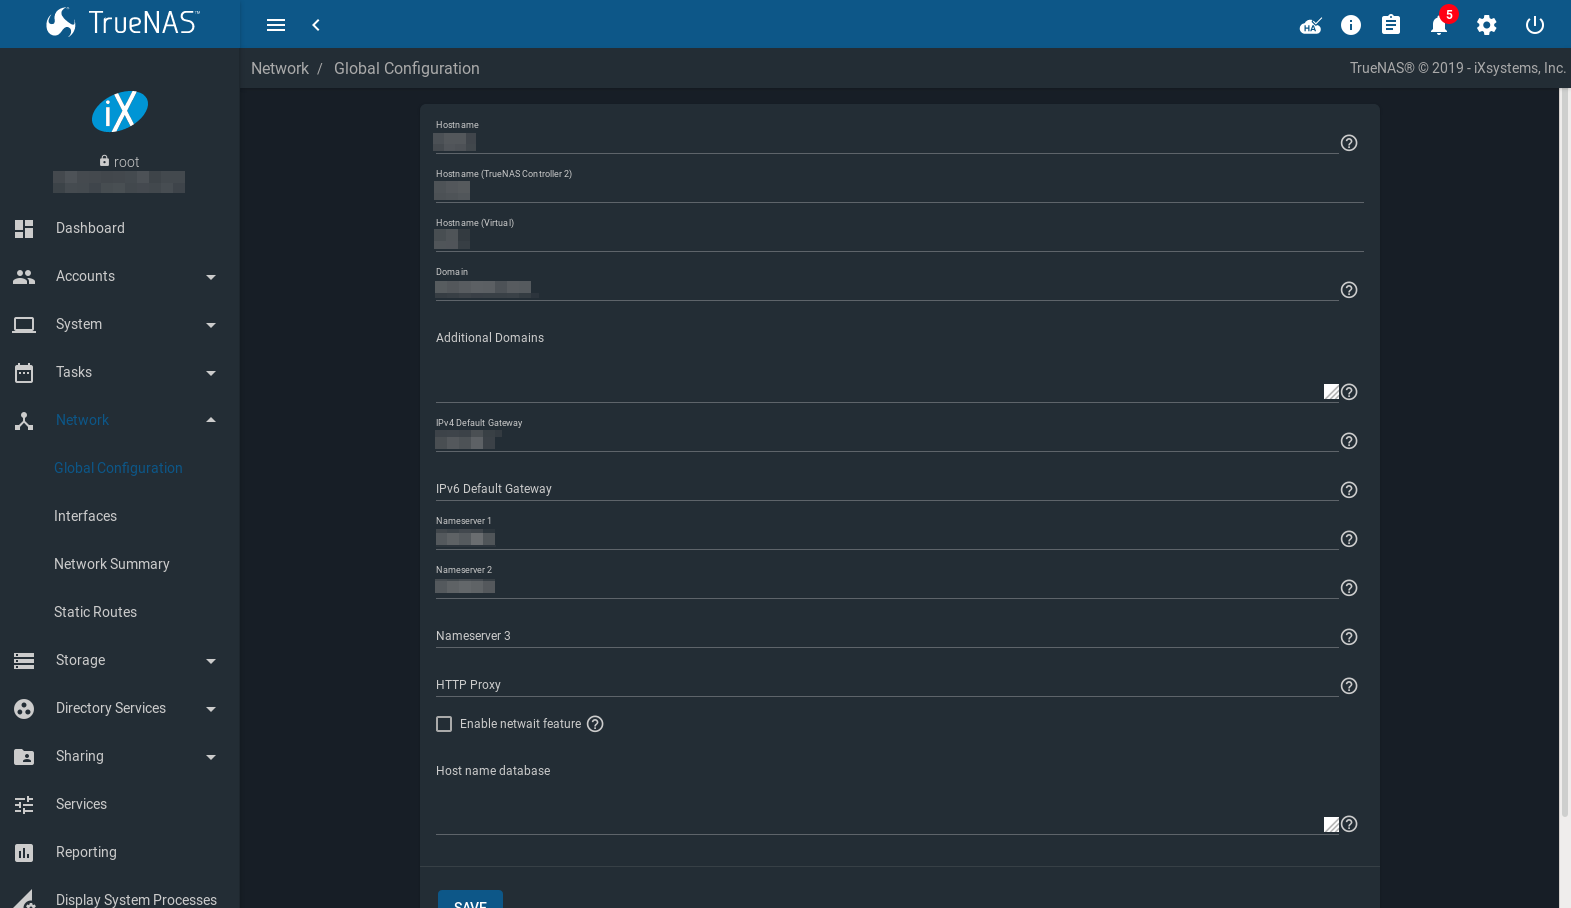 TrueNAS™
5
Network / Global Configuration
TrueNAS® © 2019 - iXsystems, Inc.
iX
root
Dashboard
Accounts
System
Tasks
Network
Global Configuration
Interfaces
Network Summary
Static Routes
Storage
Directory Services
Sharing
Services
Reporting
Display System Processes
Hostname
Hostname (TrueNAS Controller 2)
Hostname (Virtual)
Domain
Additional Domains
IPv4 Default Gateway
IPv6 Default Gateway
Nameserver 1
Nameserver 2
Nameserver 3
HTTP Proxy
Enable netwait feature
Host name database
SAVE